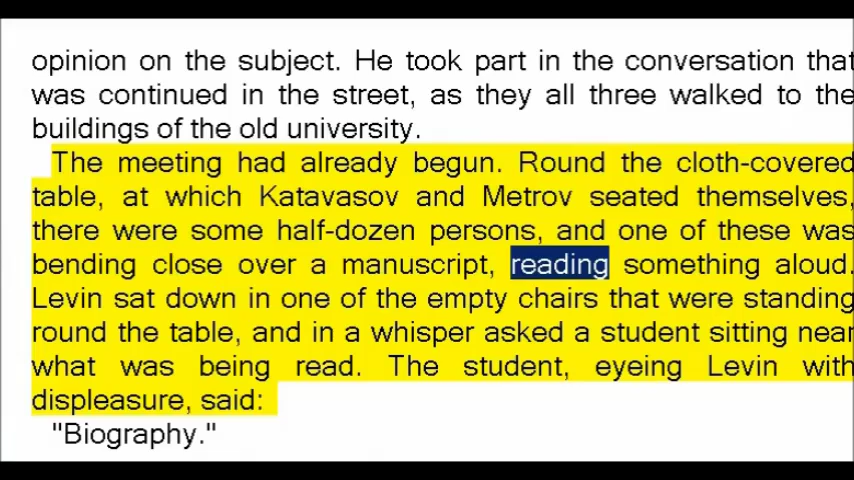 opinion on the subject. He took part in the conversation that
was continued in the street, as they all three walked to the
buildings of the old university.
The meeting had already begun. Round the cloth-covered
table, at which Katavasov and Metrov seated themselves,
there were some half-dozen persons, and one of these was
bending close over a manuscript, reading something aloud.
Levin sat down in one of the empty chairs that were standing
round the table, and in a whisper asked a student sitting near
what was being read. The student, eyeing Levin with
displeasure, said:
"Biography."